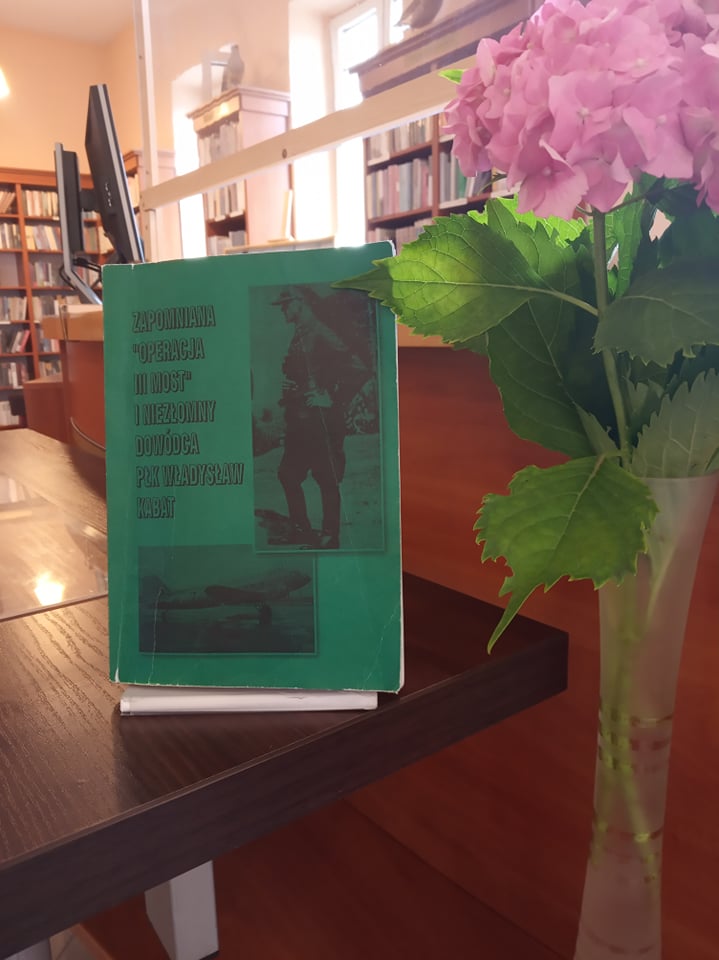 ZAPOMNIANA
"OPERACJA
III MOST"
I NIEZŁOMNY
DOWÓDCA
PŁK WŁADYSŁAW
KABAT